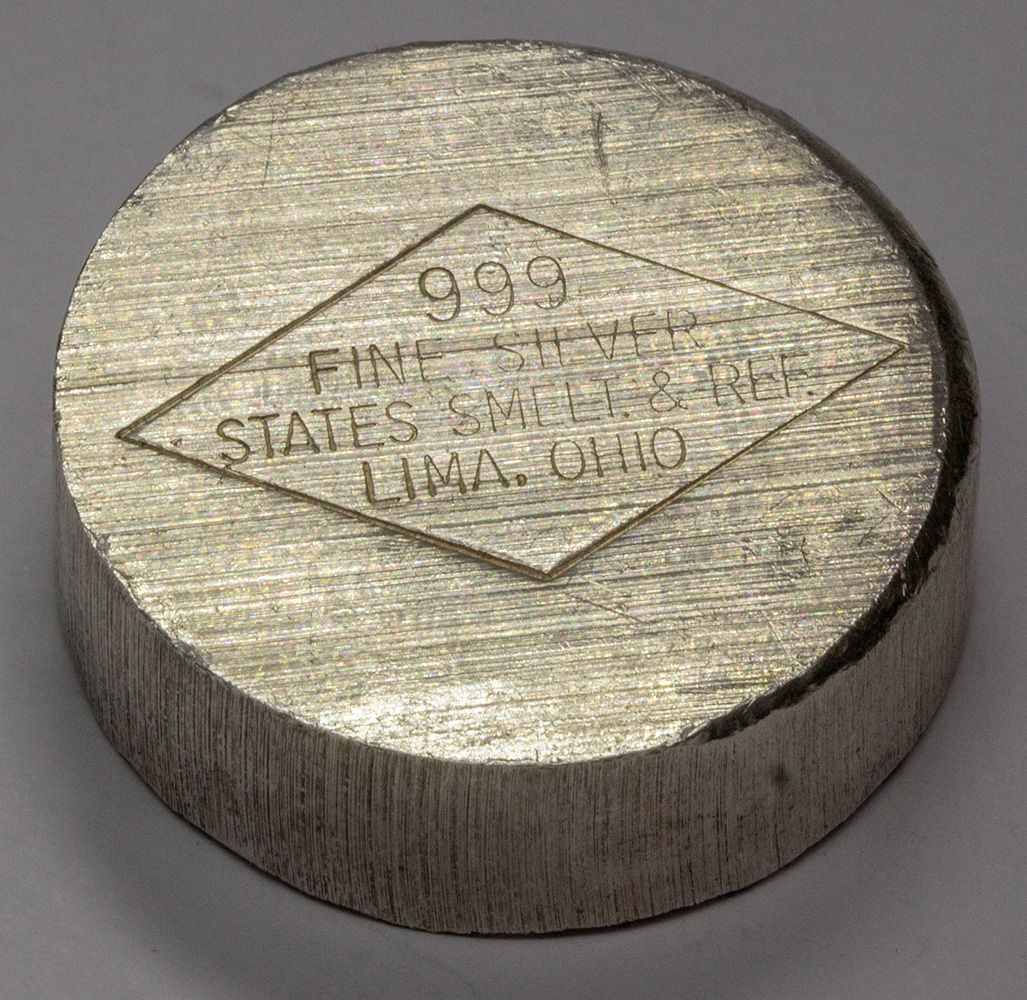 999
FINE SILVER
STATES SMELT. & REF.
LIMA, OHIO